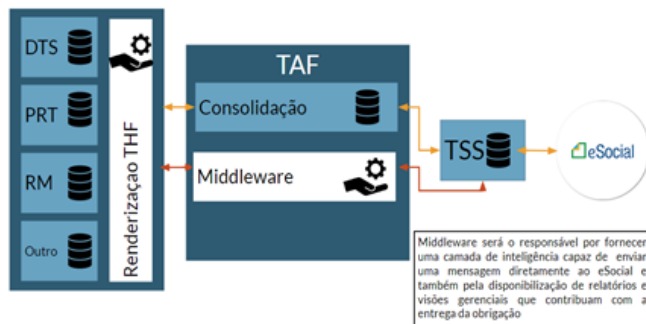 DTS
PRT
RM
Outro
Renderizaçao THF
TAF
Consolidação
Middleware
TSS
eSocial
Middleware será o responsável por fornecer
uma camada de inteligência capaz de enviar
uma mensagem diretamente ao eSocial e
também pela disponibilização de relatórios e
visões gerenciais que contribuam com a
entrega da obrigação